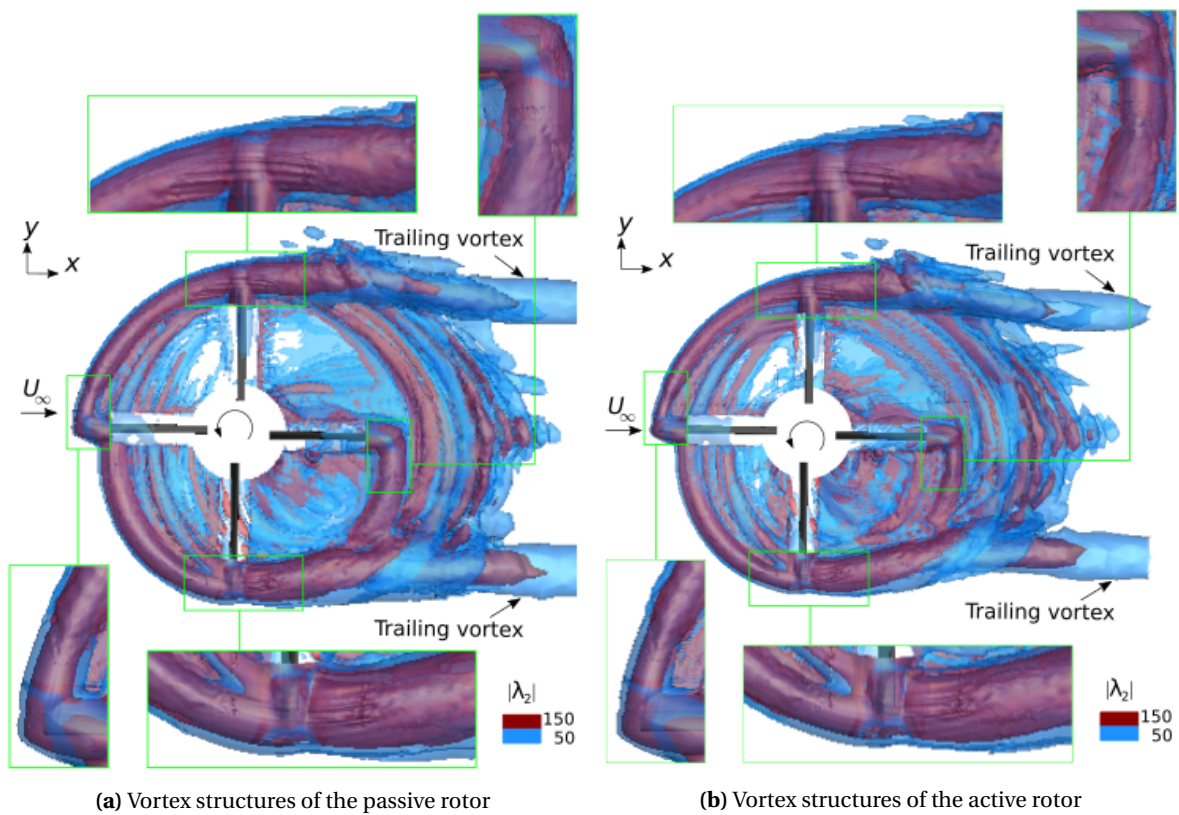 y
x
Trailing vortex
U∞
Trailing vortex
|λ₂|
150
50
(a) Vortex structures of the passive rotor
y
x
Trailing vortex
U∞
Trailing vortex
|λ₂|
150
50
(b) Vortex structures of the active rotor